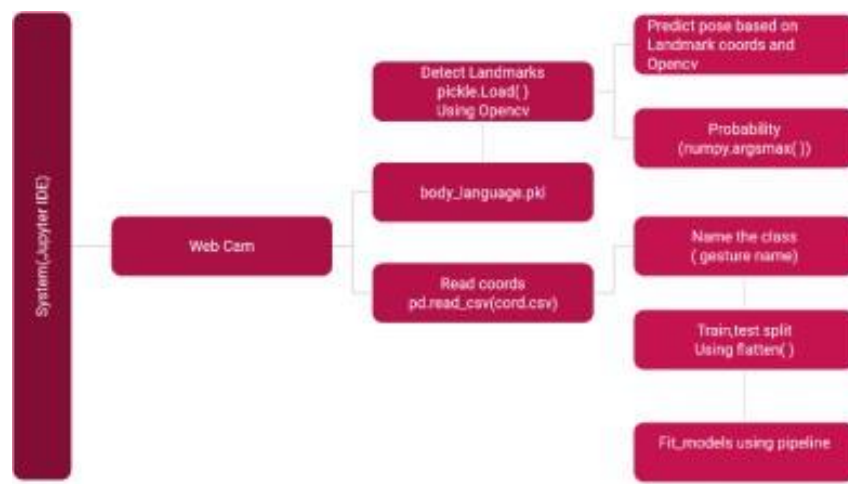 System(Jupyter IDE)
Web Cam
Detect Landmarks
pickle.Load( )
Using Opencv
body_language.pkl
Read coords
pd.read_csv(cord.csv)
Predict pose based on
Landmark coords and
Opencv
Probability
(numpy.argsmax( ))
Name the class
( gesture name)
Train,test split
Using flatten( )
Fit_models using pipeline